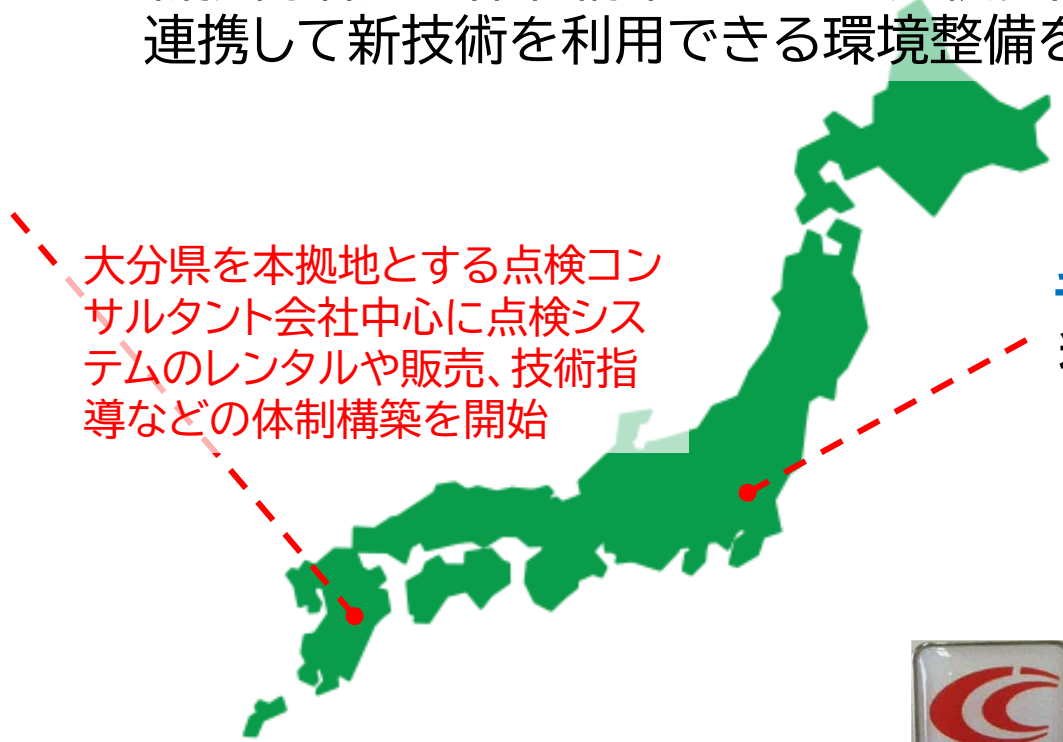 連携して新技術を利用できる環境整備を
大分県を本拠地とする点検コン
サルタント会社中心に点検シス
テムのレンタルや販売、技術指
導などの体制構築を開始